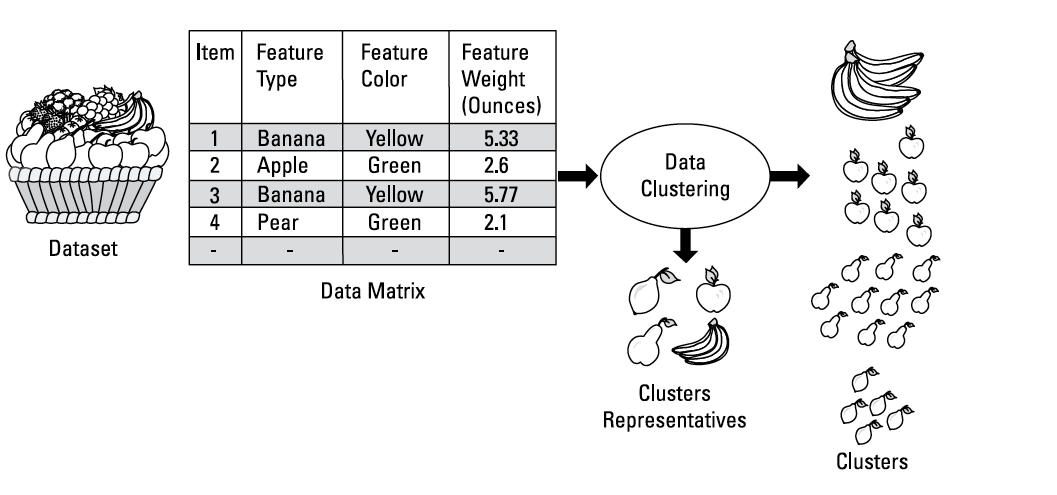 Item Feature Feature Feature
Type Color Weight
(Ounces)
1 Banana Yellow 5.33
2 Apple Green 2.6
3 Banana Yellow 5.77
4 Pear Green 2.1
- - - -
Dataset
Data Matrix
Data
Clustering
Clusters
Representatives
Clusters